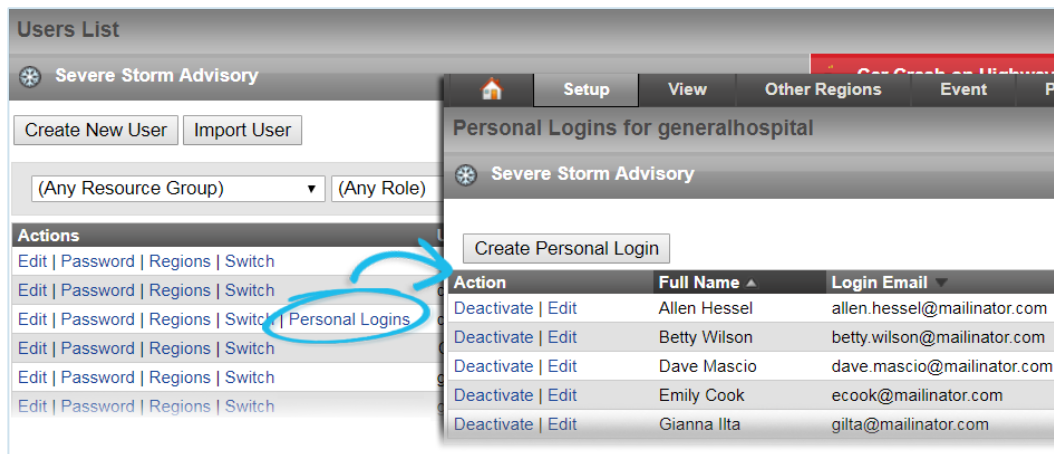 Users List
Severe Storm Advisory
Create New User Import User
(Any Resource Group) (Any Role)
Actions
Edit | Password | Regions | Switch
Edit | Password | Regions | Switch
Edit | Password | Regions | Switch | Personal Logins
Edit | Password | Regions | Switch
Edit | Password | Regions | Switch
Edit | Password | Regions | Switch
Setup View Other Regions Event
Personal Logins for generalhospital
Severe Storm Advisory
Create Personal Login
Action Full Name Login Email
Deactivate | Edit Allen Hessel allen.hessel@mailinator.com
Deactivate | Edit Betty Wilson betty.wilson@mailinator.com
Deactivate | Edit Dave Mascio dave.mascio@mailinator.com
Deactivate | Edit Emily Cook ecook@mailinator.com
Deactivate | Edit Gianna Ilta gilta@mailinator.com